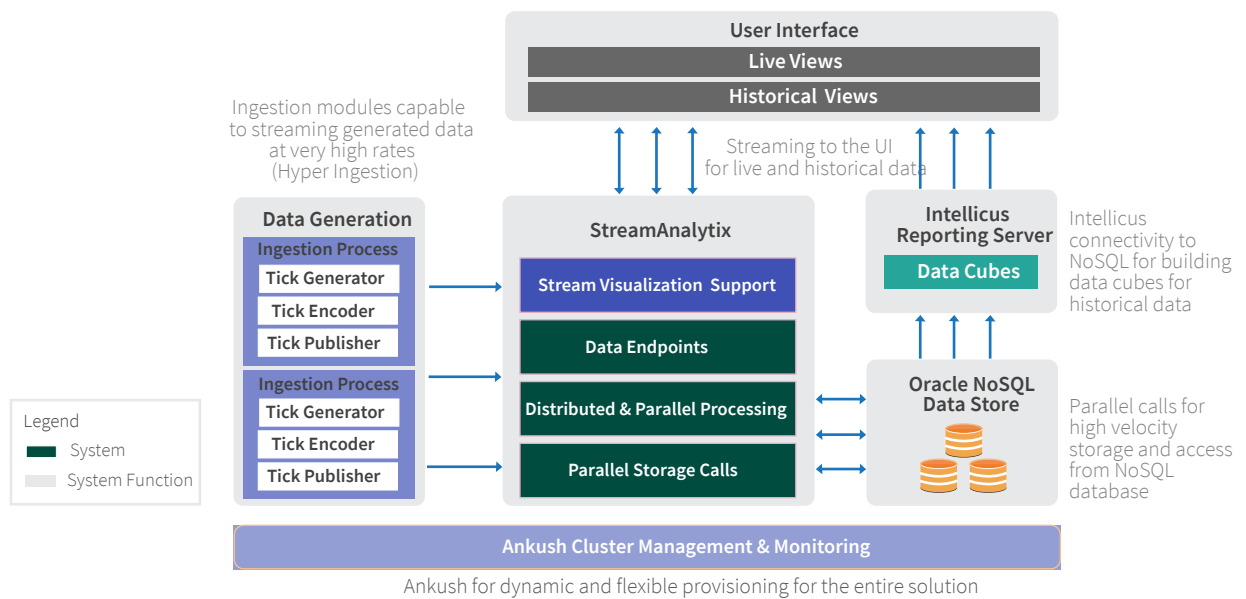 User Interface
Live Views
Historical Views
Ingestion modules capable
to streaming generated data
at very high rates
(Hyper Ingestion)
Streaming to the UI
for live and historical data
Data Generation
Ingestion Process
Tick Generator
Tick Encoder
Tick Publisher
Ingestion Process
Tick Generator
Tick Encoder
Tick Publisher
StreamAnalytix
Stream Visualization Support
Data Endpoints
Distributed & Parallel Processing
Parallel Storage Calls
Intellicus
Reporting Server
Data Cubes
Intellicus
connectivity to
NoSQL for building
data cubes for
historical data
Oracle NoSQL
Data Store
Parallel calls for
high velocity
storage and access
from NoSQL
database
Legend
System
System Function
Ankush Cluster Management & Monitoring
Ankush for dynamic and flexible provisioning for the entire solution